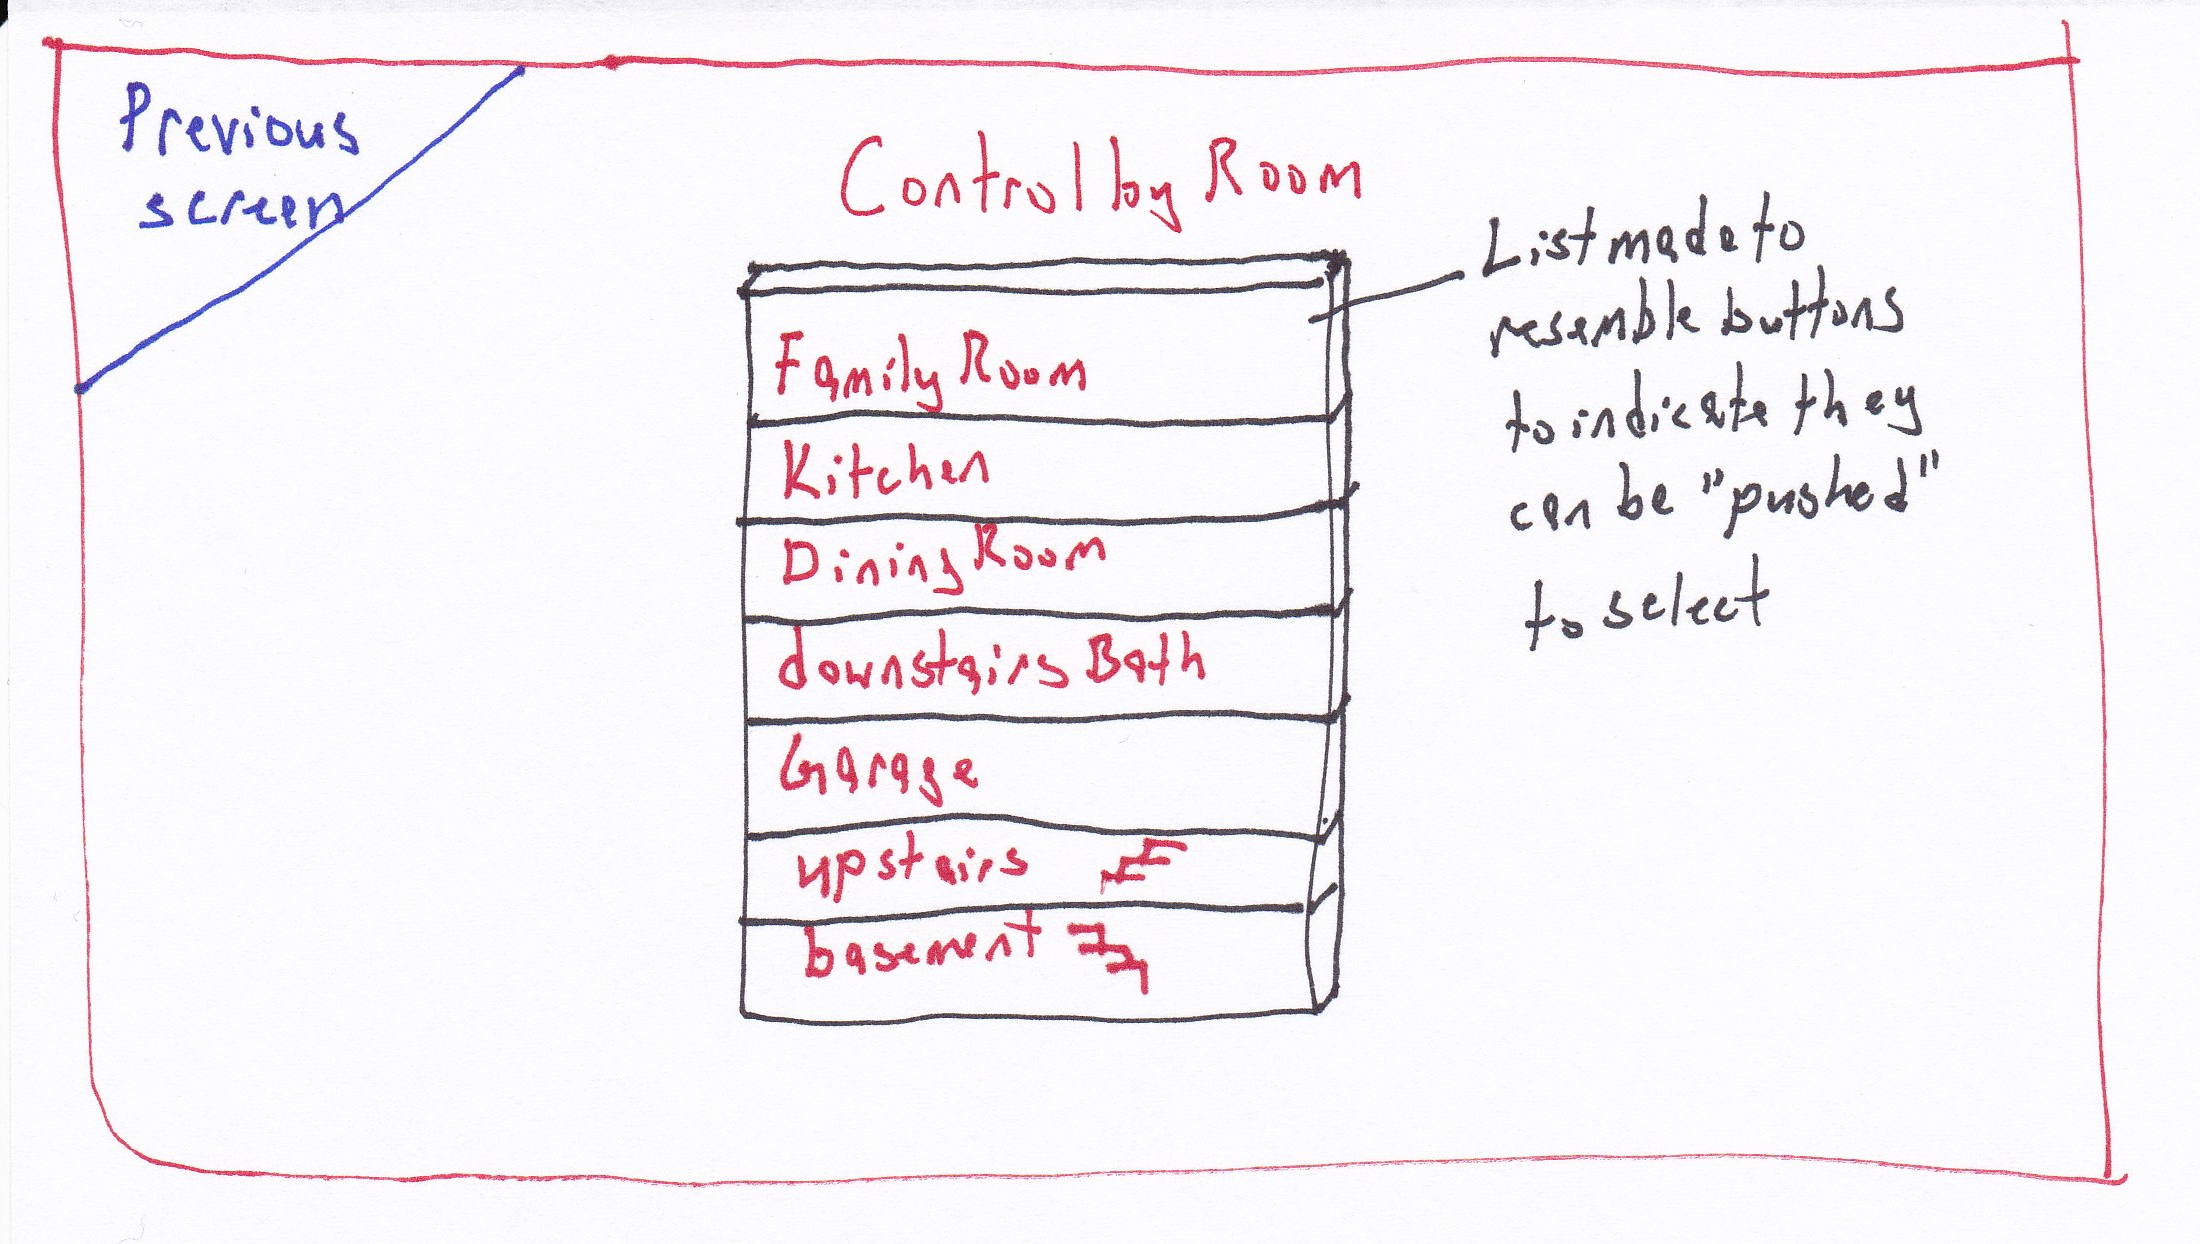 Previous
screen
Control by Room
Family Room
Kitchen
Dining Room
downstairs Bath
Garage
upstairs
basement
List made to
resemble buttons
to indicate they
can be "pushed"
to select